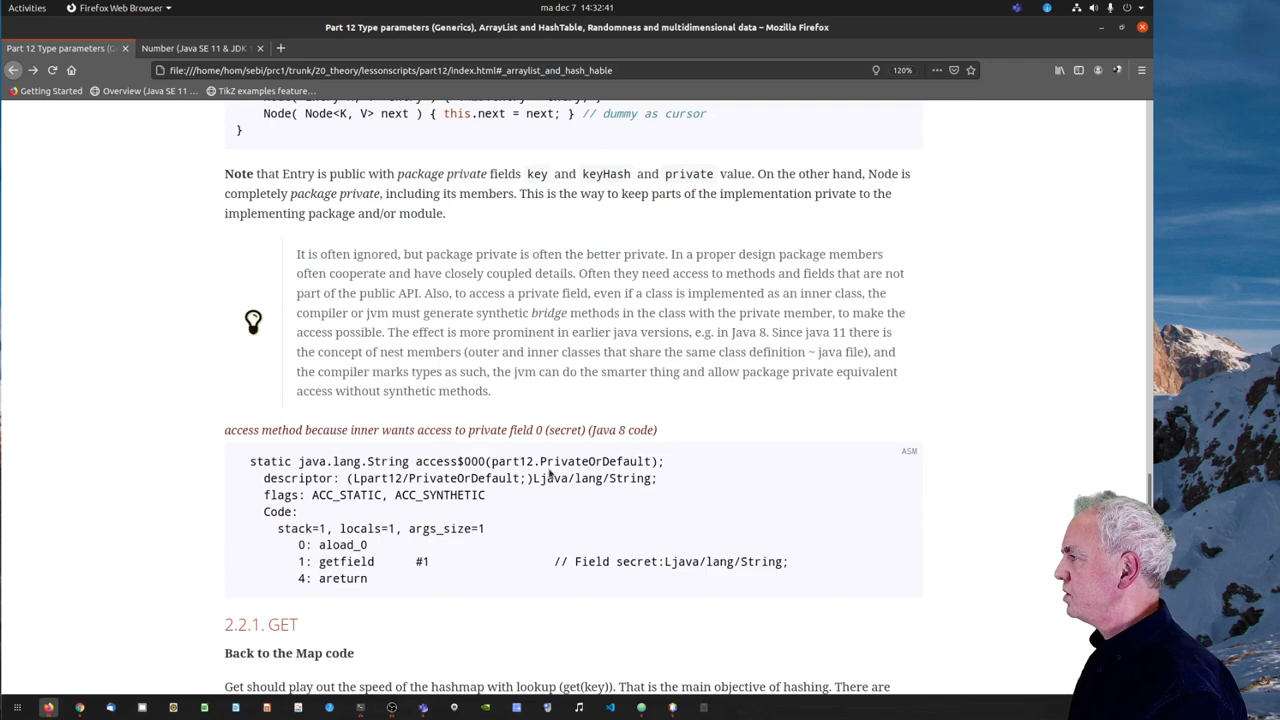 Activities
Firefox Web Browser
ma dec 7 14:32:41
Part 12 Type parameters (Generics), ArrayList and HashTable, Randomness and multidimensional data – Mozilla Firefox
Part 12 Type parameters (G
Number (Java SE 11 & JDK
file:///home/hom/sebi/prc1/trunk/20_theory/lessonscripts/part12/index.html#_arraylist_and_hash_hable
120%
Getting Started
Overview (Java SE 11 ...
TikZ examples feature...
Node( Node<K, V> next ) { this.next = next; } // dummy as cursor
}
Note that Entry is public with package private fields key and keyHash and private value. On the other hand, Node is
completely package private, including its members. This is the way to keep parts of the implementation private to the
implementing package and/or module.
It is often ignored, but package private is often the better private. In a proper design package members
often cooperate and have closely coupled details. Often they need access to methods and fields that are not
part of the public API. Also, to access a private field, even if a class is implemented as an inner class, the
compiler or jvm must generate synthetic bridge methods in the class with the private member, to make the
access possible. The effect is more prominent in earlier java versions, e.g. in Java 8. Since java 11 there is
the concept of nest members (outer and inner classes that share the same class definition ~ java file), and
the compiler marks types as such, the jvm can do the smarter thing and allow package private equivalent
access without synthetic methods.
access method because inner wants access to private field 0 (secret) (Java 8 code)
ASM
static java.lang.String access$000(part12.PrivateOrDefault);
descriptor: (Lpart12/PrivateOrDefault;)Ljava/lang/String;
flags: ACC_STATIC, ACC_SYNTHETIC
Code:
stack=1, locals=1, args_size=1
0: aload_0
1: getfield #1 // Field secret:Ljava/lang/String;
4: areturn
2.2.1. GET
Back to the Map code
Get should play out the speed of the hashmap with lookup (get(key)). That is the main objective of hashing. There are